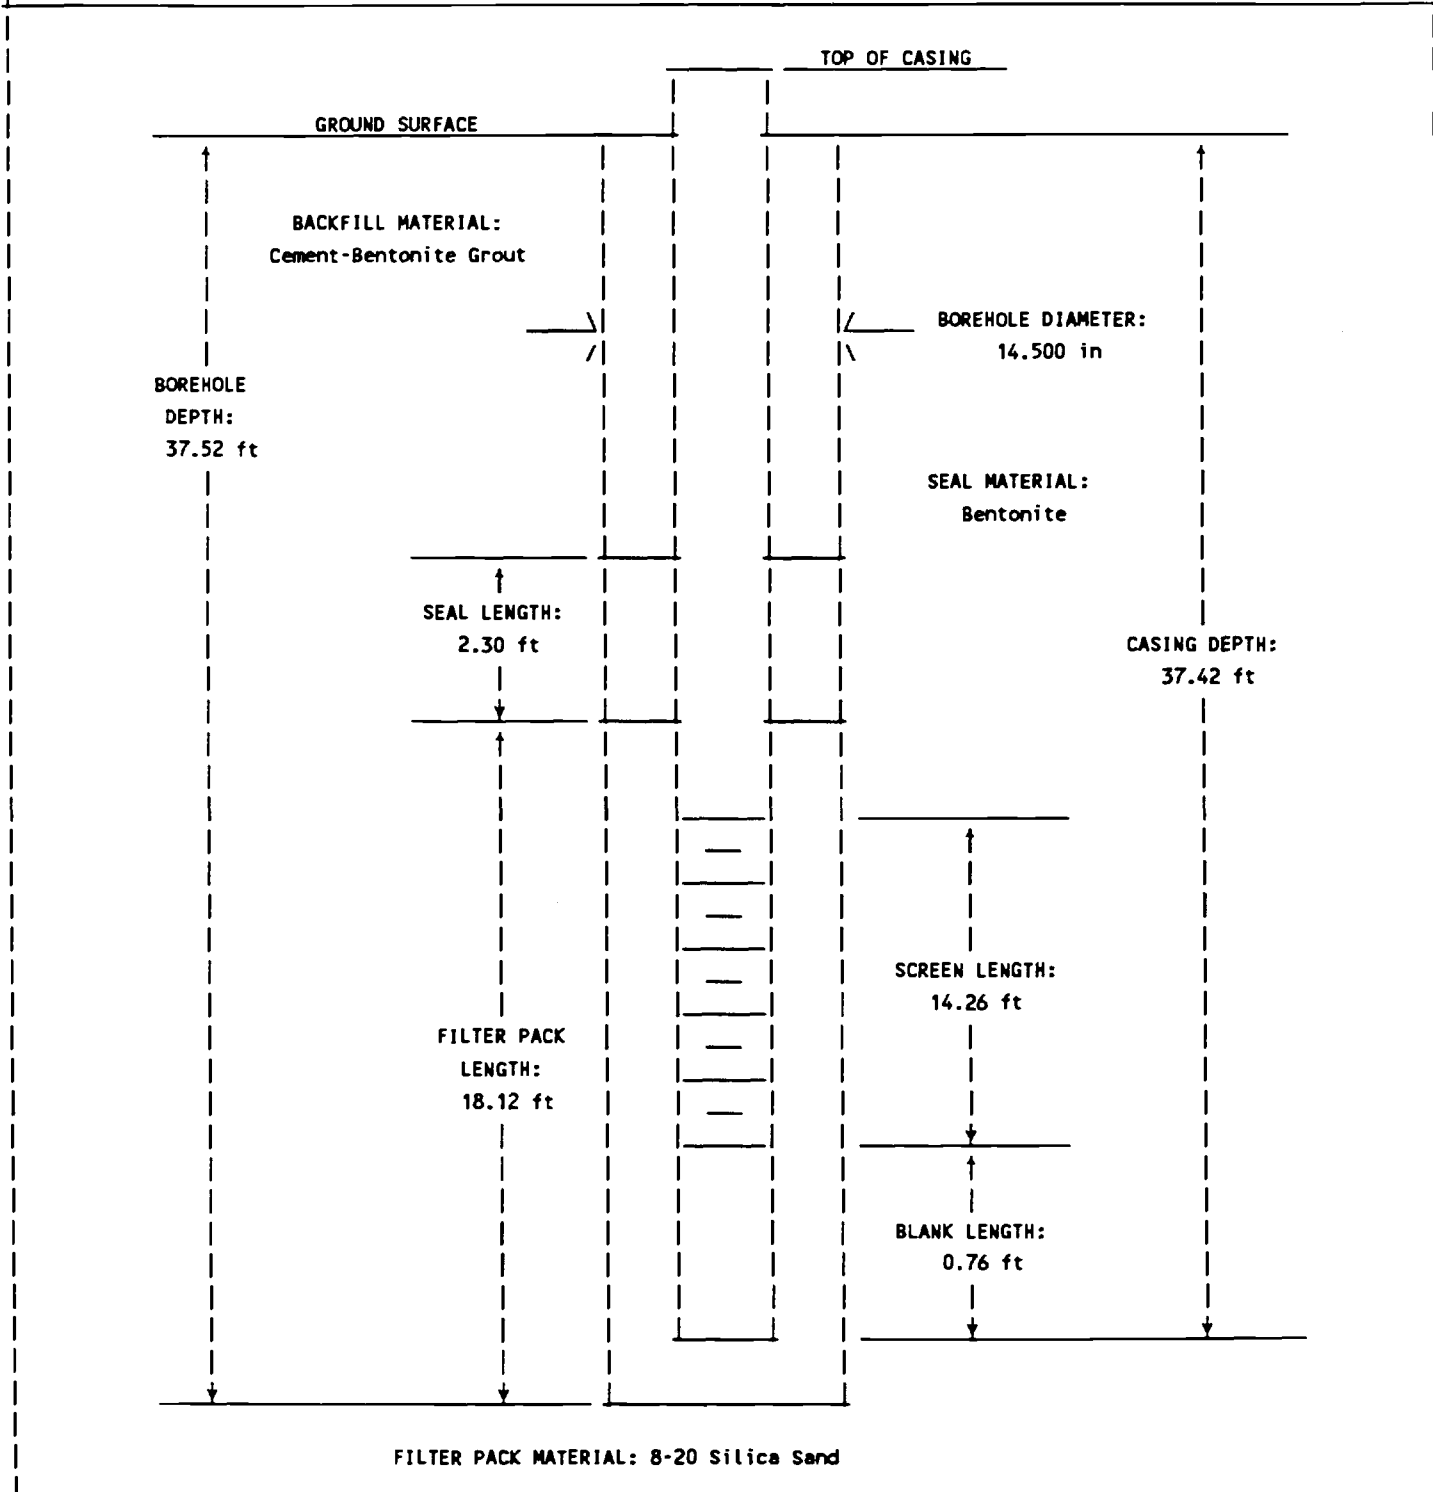 TOP OF CASING
GROUND SURFACE
BACKFILL MATERIAL:
Cement-Bentonite Grout
BOREHOLE DIAMETER:
14.500 in
BOREHOLE
DEPTH:
37.52 ft
SEAL MATERIAL:
Bentonite
SEAL LENGTH:
2.30 ft
CASING DEPTH:
37.42 ft
SCREEN LENGTH:
14.26 ft
FILTER PACK
LENGTH:
18.12 ft
BLANK LENGTH:
0.76 ft
FILTER PACK MATERIAL: 8-20 Silica Sand